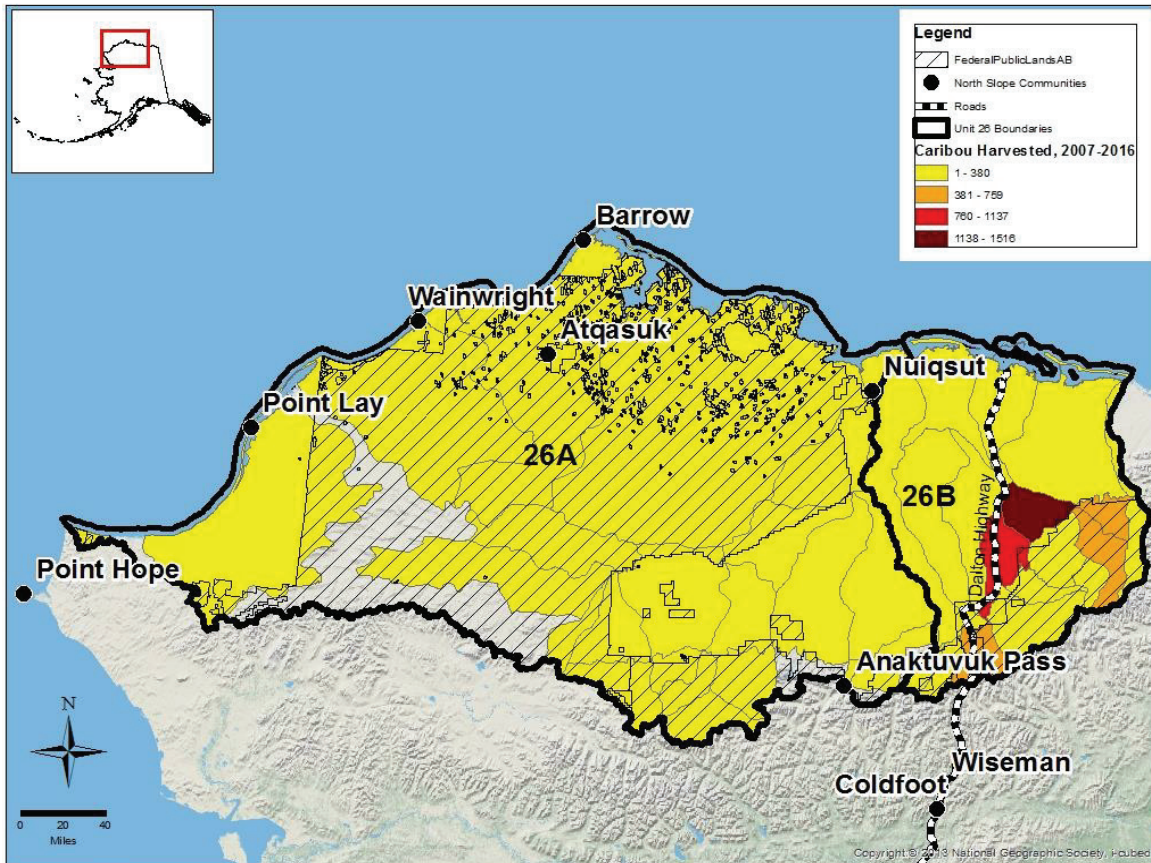 Legend
FederalPublicLandsAB
North Slope Communities
Roads
Unit 26 Boundaries
Caribou Harvested, 2007-2016
1 - 380
381 - 759
760 - 1137
1138 - 1516
Barrow
Wainwright
Atqasuk
Nuiqsut
Point Lay
26A
26B
Dalton Highway
Point Hope
Anaktuvuk Pass
N
Wiseman
Coldfoot
0 20 40
Miles
Copyright © 2013 National Geographic Society, i-cubed